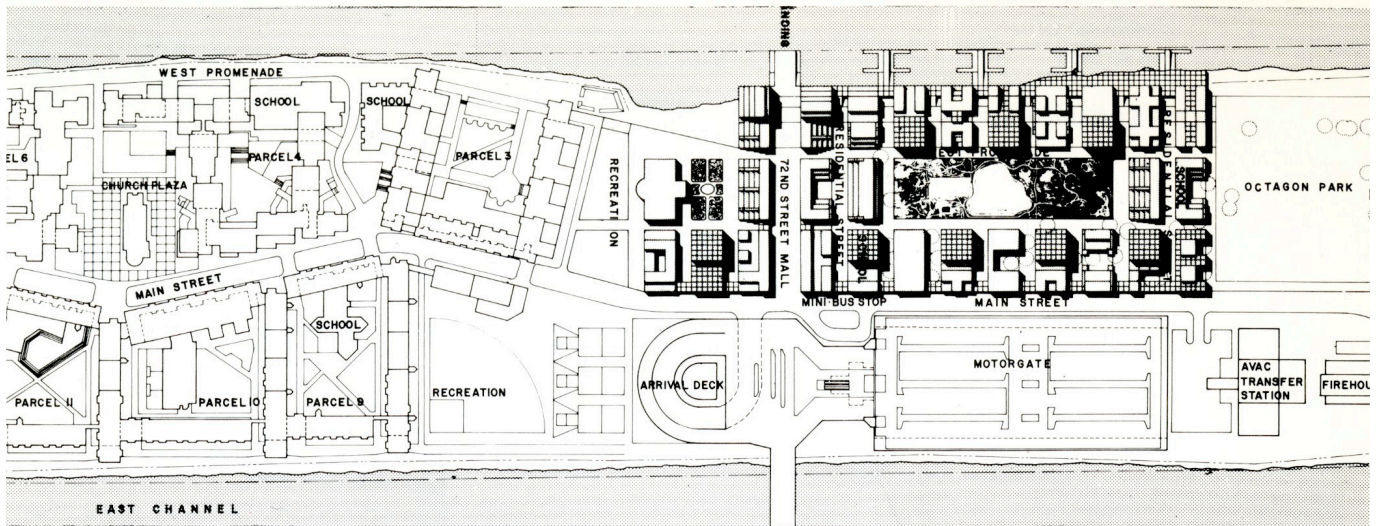 WEST PROMENADE
SCHOOL
SCHOOL
PARCEL 4
PARCEL 3
CHURCH PLAZA
MAIN STREET
SCHOOL
PARCEL 11
PARCEL 10
PARCEL 9
RECREATION
RECREATION
72ND STREET MALL
RESIDENTIAL STREET
SCHOOL
RESIDENTIAL
SCHOOL
OCTAGON PARK
MINI-BUS STOP
MAIN STREET
ARRIVAL DECK
MOTORGATE
AVAC
TRANSFER
STATION
EAST CHANNEL